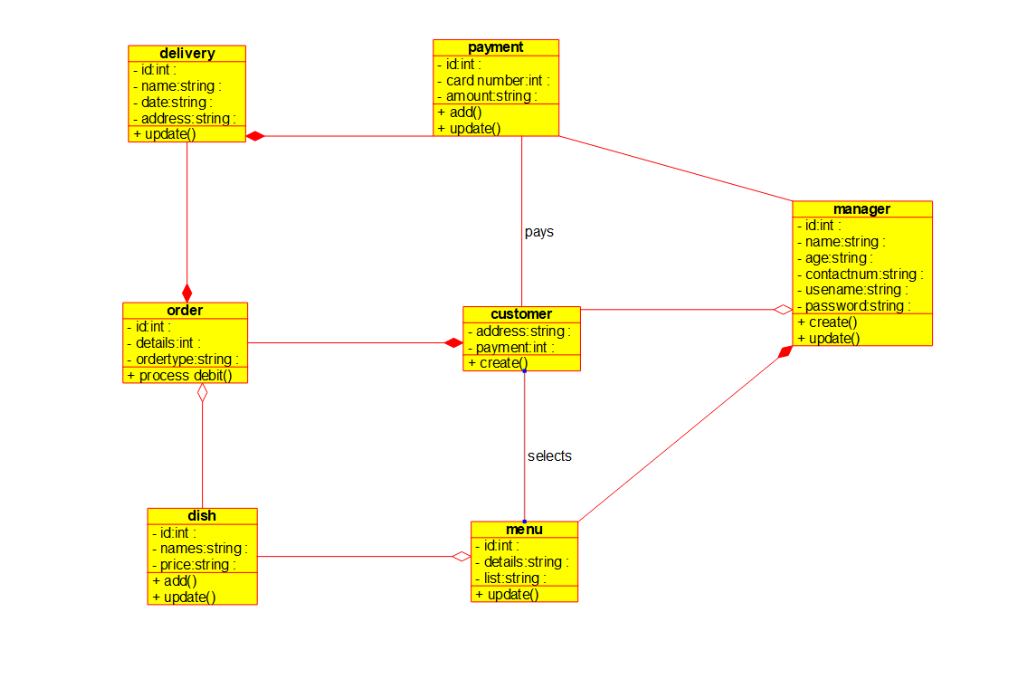 delivery
- id:int :
- name:string :
- date:string :
- address:string :
+ update()
payment
- id:int :
- card number:int :
- amount:string :
+ add()
+ update()
manager
- id:int :
- name:string :
- age:string :
- contactnum:string :
- usename:string :
- password:string :
+ create()
+ update()
pays
order
- id:int :
- details:int :
- ordertype:string :
+ process debit()
customer
- address:string :
- payment:int :
+ create()
selects
dish
- id:int :
- names:string :
- price:string :
+ add()
+ update()
menu
- id:int :
- details:string :
- list:string :
+ update()